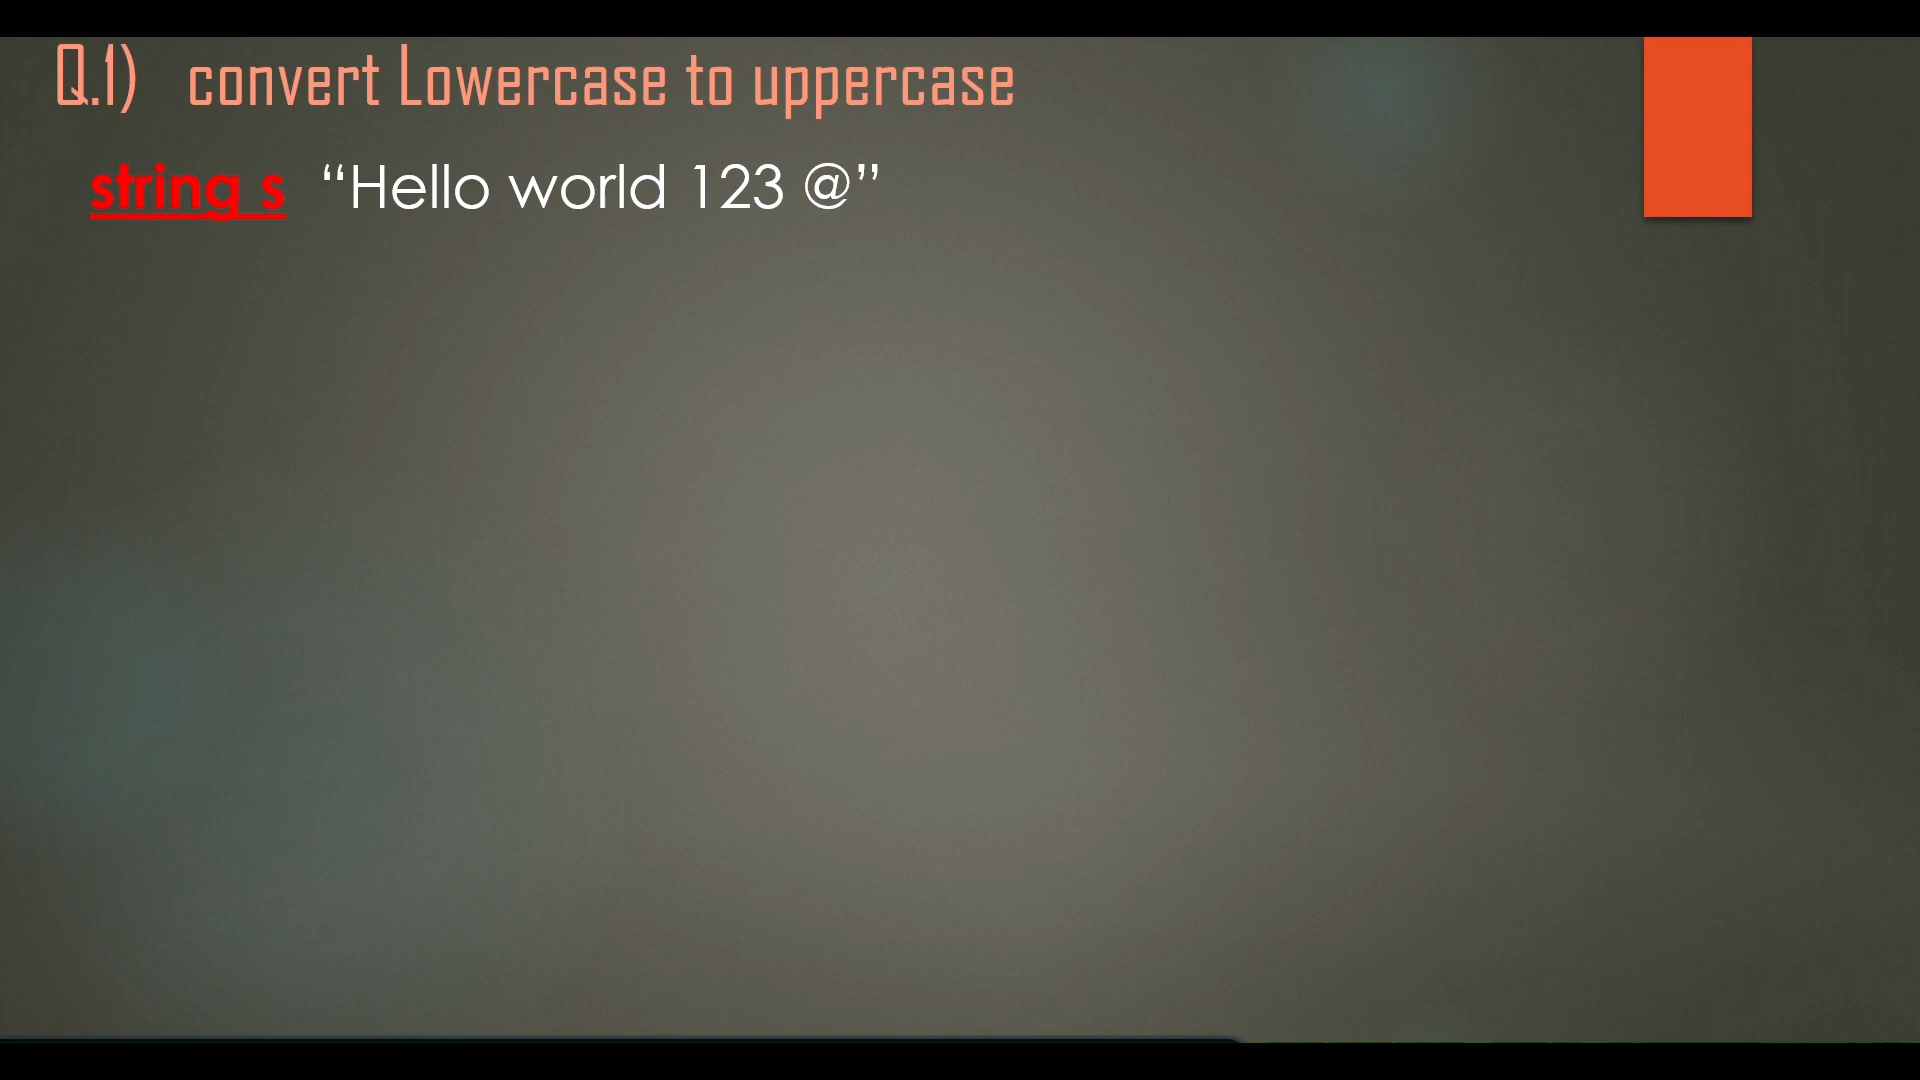 Q.1) convert Lowercase to uppercase
string s “Hello world 123 @”